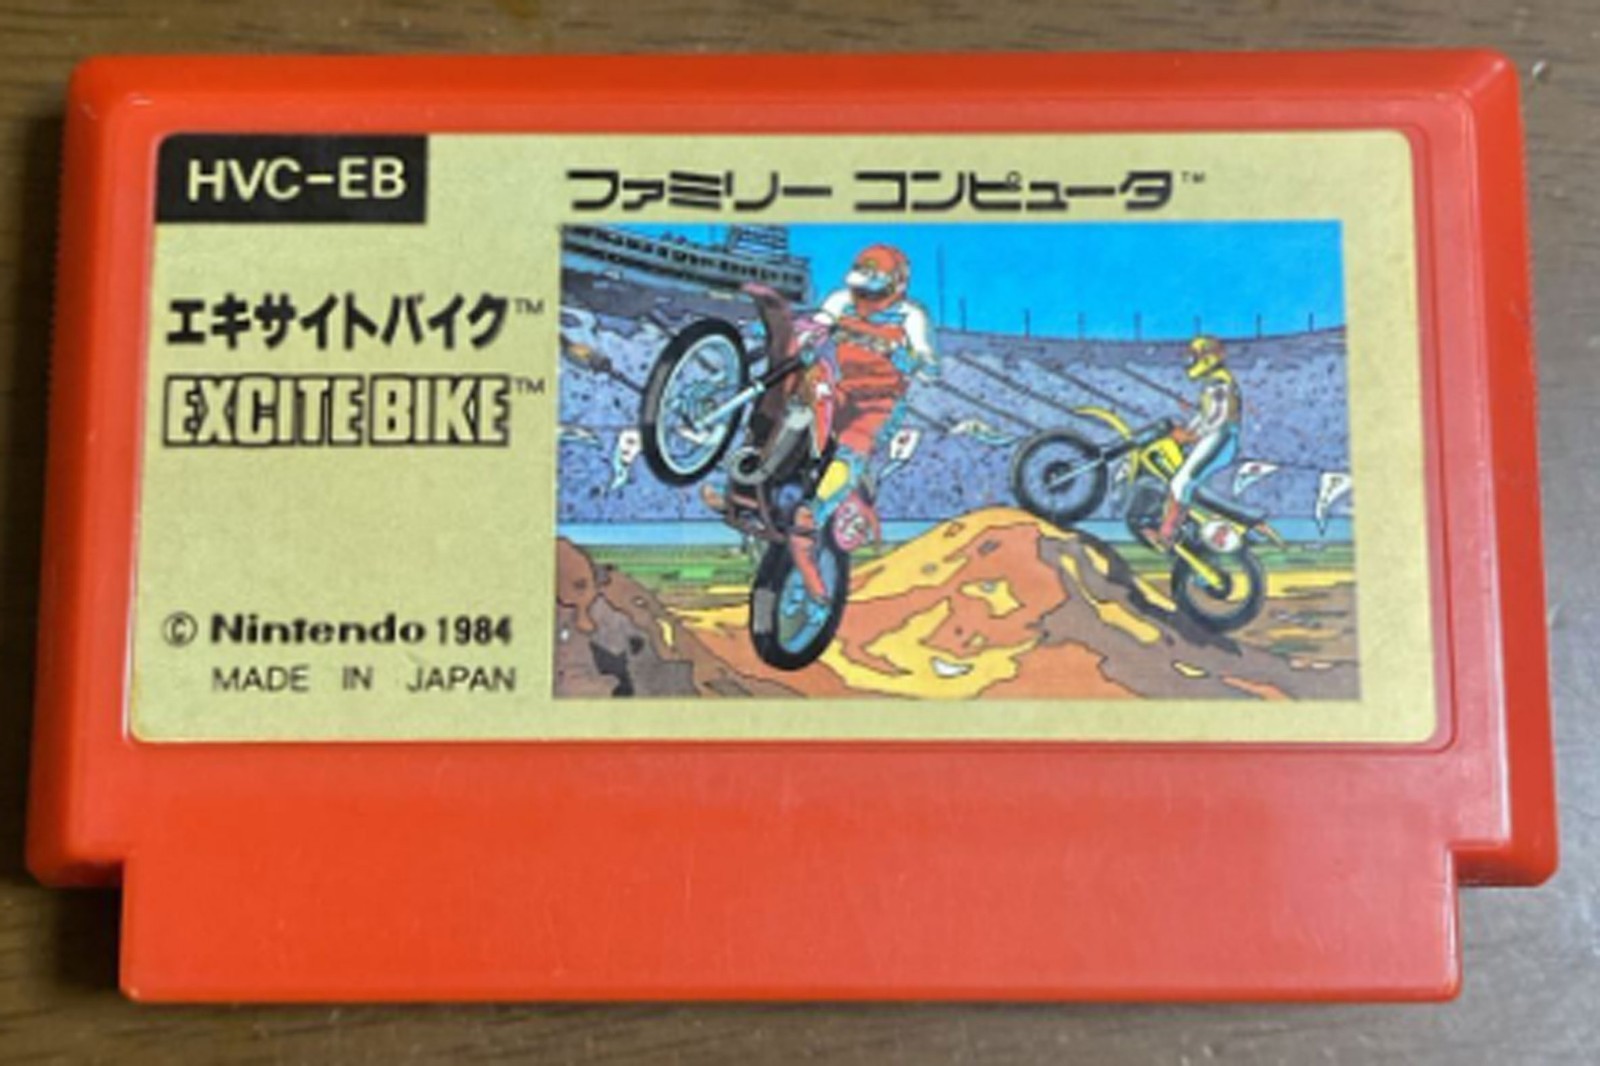 HVC-EB
ファミリー コンピュータ™
エキサイトバイク™
EXCITEBIKE™
© Nintendo 1984
MADE IN JAPAN